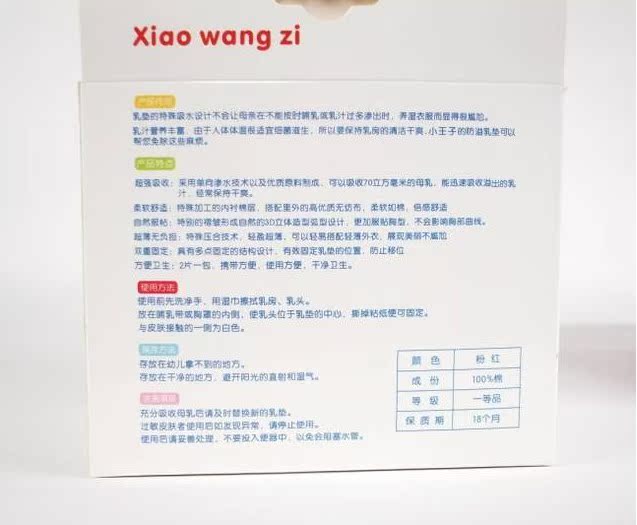 Xiao wang zi
产品特别
乳垫的特殊吸水设计不会让母亲在不能按时哺乳或乳汁过多渗出时，弄湿衣服而显得很尴尬。
乳汁营养丰富，由于人体体温很适宜细菌滋生，所以要保持乳房的清洁干爽，小王子的防溢乳垫可以
帮您免除这些麻烦。
产品特点
超强吸收：采用单向渗水技术以及优质原料制成，可以吸收70立方毫米的母乳，能迅速吸收溢出的乳
汁，经常保持干爽。
柔软舒适：特殊加工的内衬棉层，搭配里外的高优质无纺布，柔软如棉，倍感舒适
自然服帖：特别的褶皱形成自然的3D立体造型弧型设计，更加服贴胸型，不会影响胸部曲线。
超薄无负担：特殊压合技术，轻盈超薄，可以轻易搭配轻薄外衣，展现美丽不尴尬
双重固定：具有多点固定的结构设计，有效固定乳垫的位置，防止移位
方便卫生：2片一包，携带方便，使用方便，干净卫生。
使用方法
使用前先洗净手，用湿巾擦拭乳房、乳头。
放在哺乳带或胸罩的内侧，使乳头位于乳垫的中心，撕掉粘纸便可固定。
与皮肤接触的一侧为白色。
保存方法
存放在幼儿拿不到的地方。
存放在干净的地方，避开阳光的直射和湿气。
注意事项
充分吸收母乳后请及时替换新的乳垫。
过敏皮肤者使用后如发现异常，请停止使用。
使用后请妥善处理，不要投入便器中，以免会阻塞水管。
颜色 粉红
成份 100%棉
等级 一等品
保质期 18个月